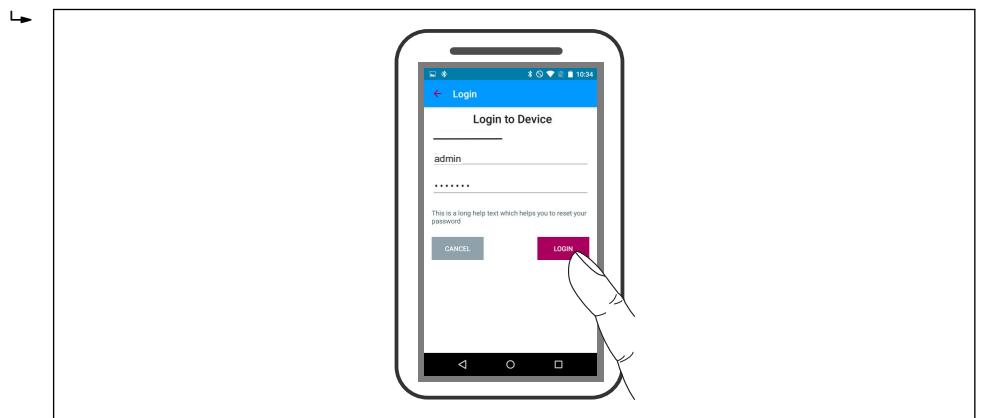 10:34
Login
Login to Device
admin
.......
This is a long help text which helps you to reset your
password
CANCEL
LOGIN